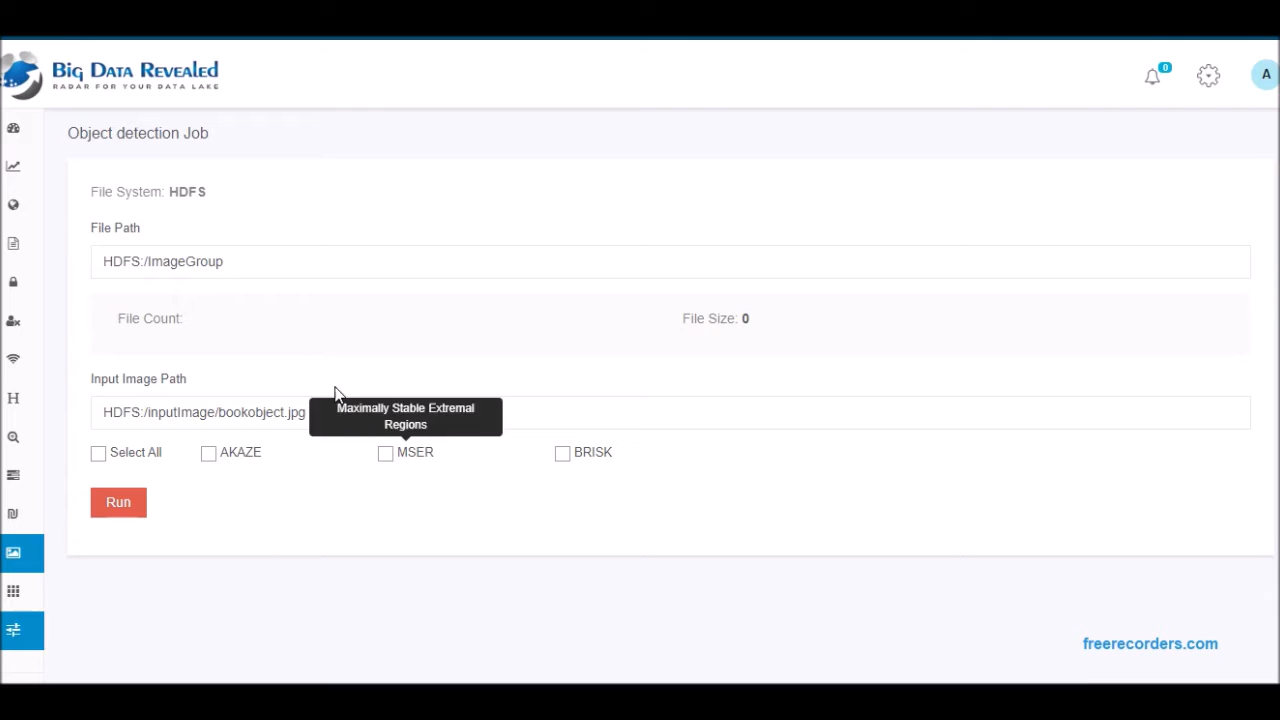 Big Data Revealed
RADAR FOR YOUR DATA LAKE
0
A
Object detection Job
File System: HDFS
File Path
HDFS:/ImageGroup
File Count:
File Size: 0
Input Image Path
HDFS:/inputImage/bookobject.jpg
Maximally Stable Extremal
Regions
Select All
AKAZE
MSER
BRISK
Run
freerecorders.com